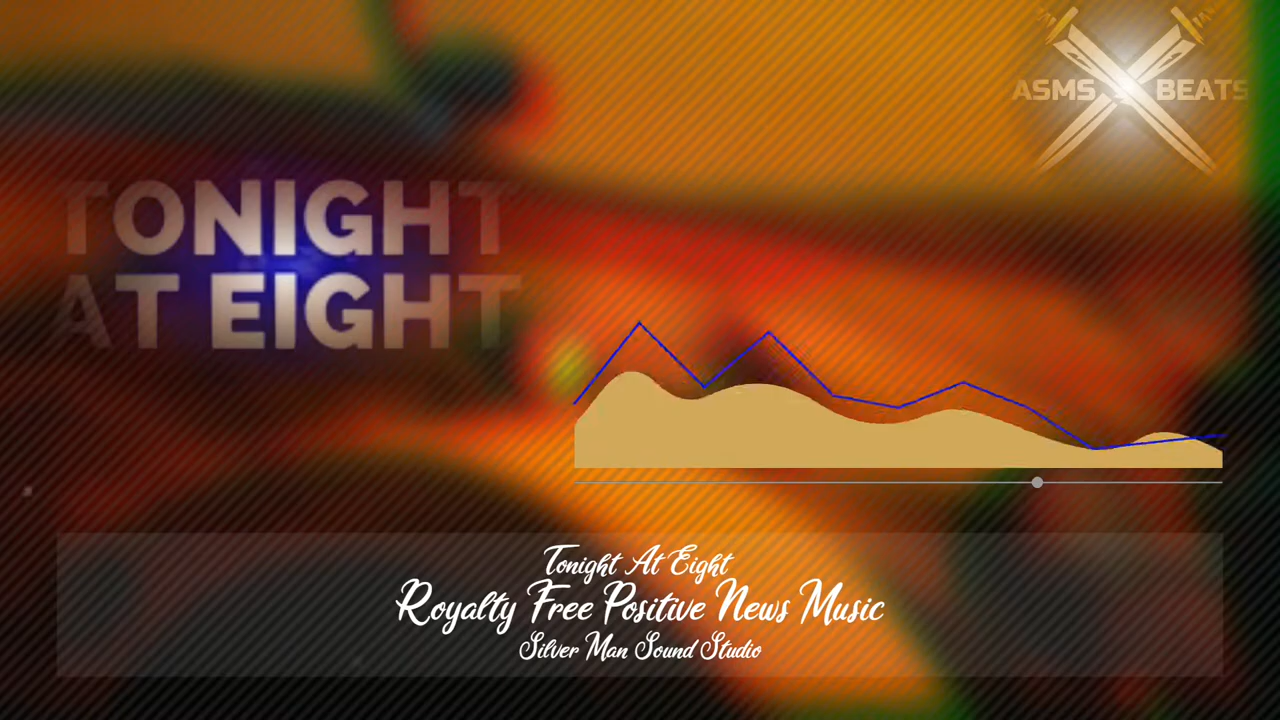 ASMS BEATS
TONIGHT
AT EIGHT
Tonight At Eight
Royalty Free Positive News Music
Silver Man Sound Studio